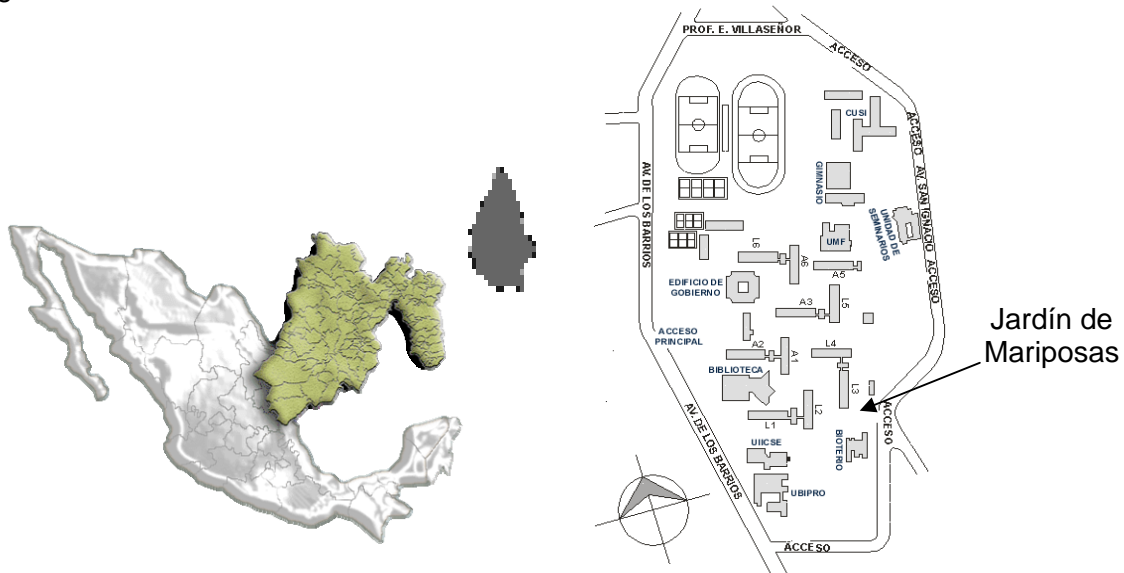 PROF. E. VILLASEÑOR
ACCESO
CUSI
ACCESO
AV. SAN IGNACIO
ACCESO
GIMNASIO
UNIDAD DE
SEMINARIOS
AV. DE LOS BARRIOS
UMF
L6
A6
A5
EDIFICIO DE
GOBIERNO
A3
L5
ACCESO
PRINCIPAL
A2
A1
L4
Jardín de
Mariposas
BIBLIOTECA
L3
L2
L1
ACCESO
AV. DE LOS BARRIOS
UIICSE
BIOTERIO
UBIPRO
ACCESO